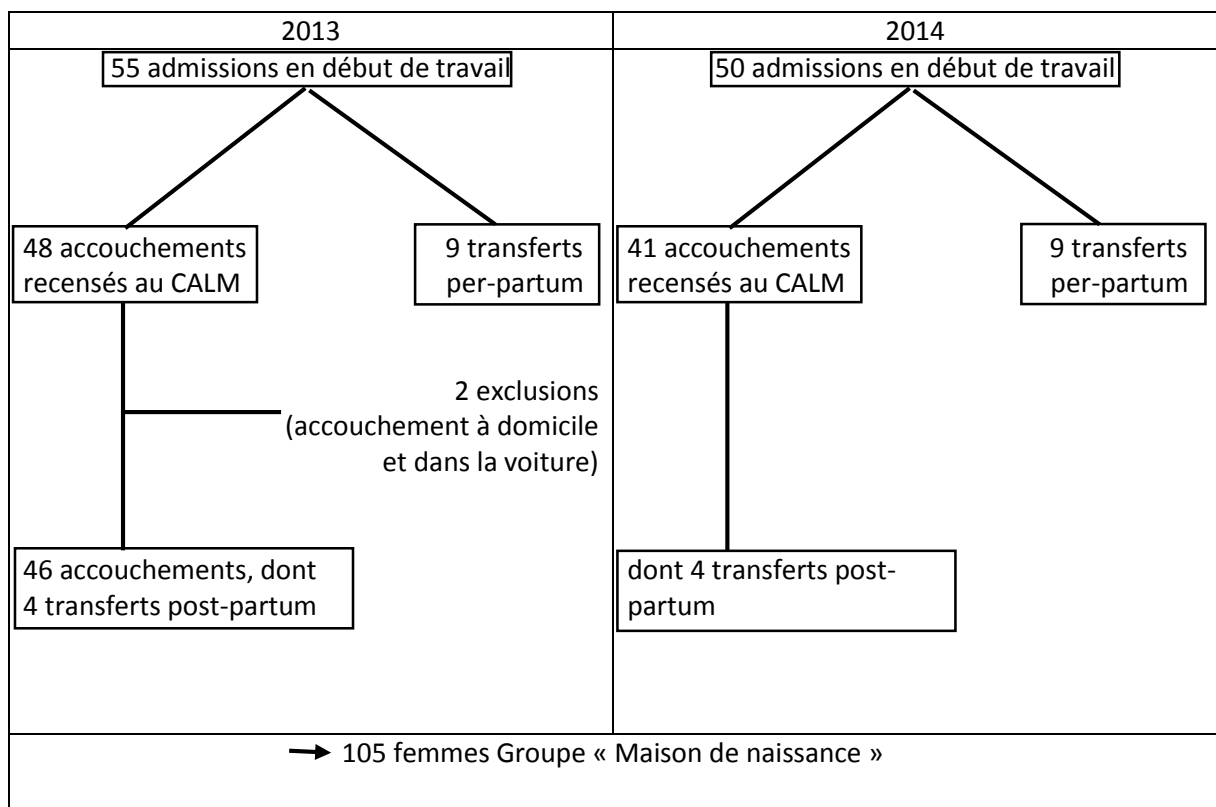 2013
55 admissions en début de travail
48 accouchements
recensés au CALM
9 transferts
per-partum
2 exclusions
(accouchement à domicile
et dans la voiture)
46 accouchements, dont
4 transferts post-partum
2014
50 admissions en début de travail
41 accouchements
recensés au CALM
9 transferts
per-partum
dont 4 transferts post-
partum
105 femmes Groupe « Maison de naissance »